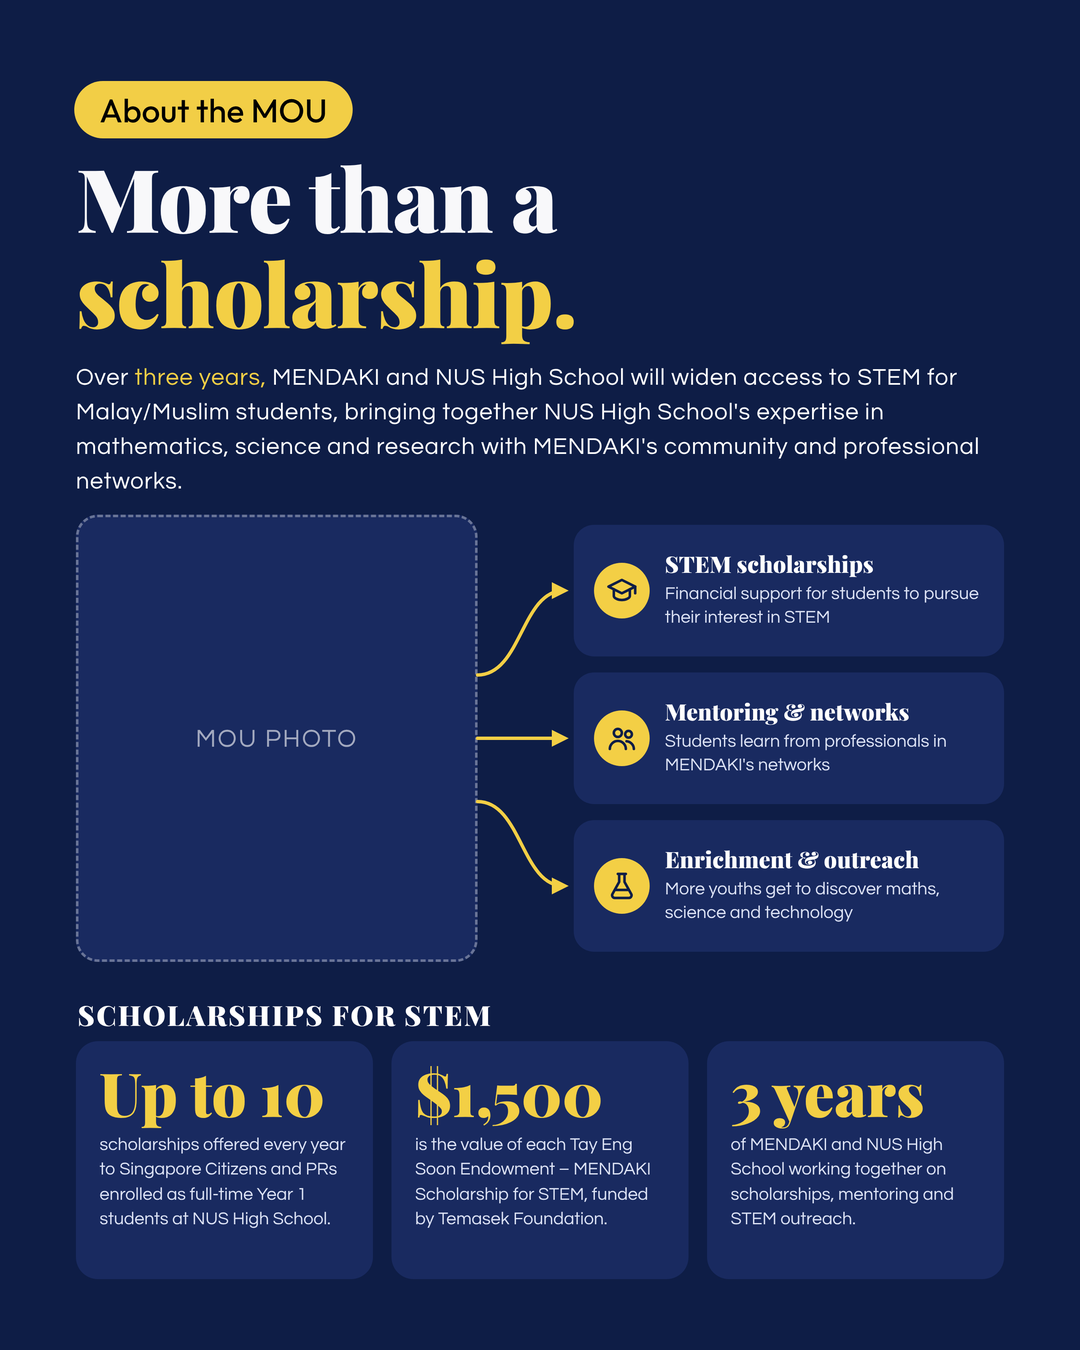 About the MOU
More than a
scholarship.
Over three years, MENDAKI and NUS High School will widen access to STEM for
Malay/Muslim students, bringing together NUS High School's expertise in
mathematics, science and research with MENDAKI's community and professional
networks.
MOU PHOTO
STEM scholarships
Financial support for students to pursue
their interest in STEM
Mentoring & networks
Students learn from professionals in
MENDAKI's networks
Enrichment & outreach
More youths get to discover maths,
science and technology
SCHOLARSHIPS FOR STEM
Up to 10
scholarships offered every year
to Singapore Citizens and PRs
enrolled as full-time Year 1
students at NUS High School.
$1,500
is the value of each Tay Eng
Soon Endowment – MENDAKI
Scholarship for STEM, funded
by Temasek Foundation.
3 years
of MENDAKI and NUS High
School working together on
scholarships, mentoring and
STEM outreach.